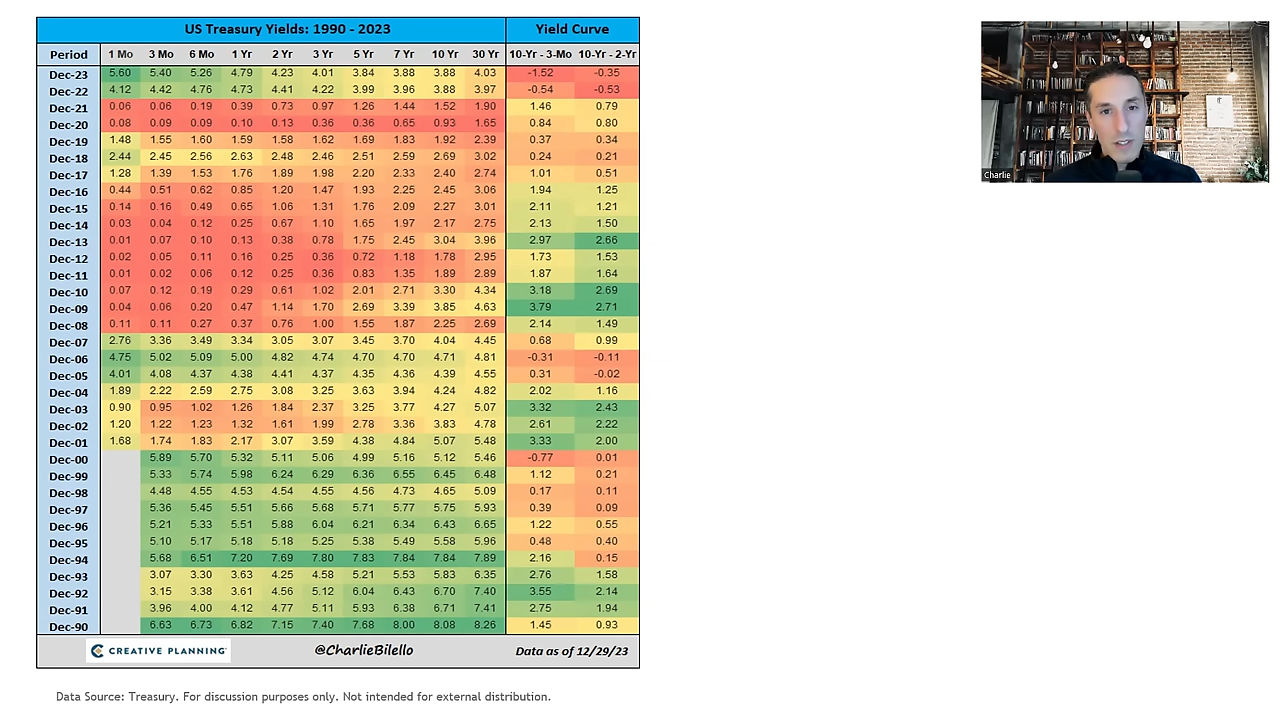 US Treasury Yields: 1990 - 2023 Yield Curve
Period 1 Mo 3 Mo 6 Mo 1 Yr 2 Yr 3 Yr 5 Yr 7 Yr 10 Yr 30 Yr 10-Yr - 3-Mo 10-Yr - 2-Yr
Dec-23 5.60 5.40 5.26 4.79 4.23 4.01 3.84 3.88 3.88 4.03 -1.52 -0.35
Dec-22 4.12 4.42 4.76 4.73 4.41 4.22 3.99 3.96 3.88 3.97 -0.54 -0.53
Dec-21 0.06 0.06 0.19 0.39 0.73 0.97 1.26 1.44 1.52 1.90 1.46 0.79
Dec-20 0.08 0.09 0.09 0.10 0.13 0.36 0.36 0.65 0.93 1.65 0.84 0.80
Dec-19 1.48 1.55 1.60 1.59 1.58 1.62 1.69 1.83 1.92 2.39 0.37 0.34
Dec-18 2.44 2.45 2.56 2.63 2.48 2.46 2.51 2.59 2.69 3.02 0.24 0.21
Dec-17 1.28 1.39 1.53 1.76 1.89 1.98 2.20 2.33 2.40 2.74 1.01 0.51
Dec-16 0.44 0.51 0.62 0.85 1.20 1.47 1.93 2.25 2.45 3.06 1.94 1.25
Dec-15 0.14 0.16 0.49 0.65 1.06 1.31 1.76 2.09 2.27 3.01 2.11 1.21
Dec-14 0.03 0.04 0.12 0.25 0.67 1.10 1.65 1.97 2.17 2.75 2.13 1.50
Dec-13 0.01 0.07 0.10 0.13 0.38 0.78 1.75 2.45 3.04 3.96 2.97 2.66
Dec-12 0.02 0.05 0.11 0.16 0.25 0.36 0.72 1.18 1.78 2.95 1.73 1.53
Dec-11 0.01 0.02 0.06 0.12 0.25 0.36 0.83 1.35 1.89 2.89 1.87 1.64
Dec-10 0.07 0.12 0.19 0.29 0.61 1.02 2.01 2.71 3.30 4.34 3.18 2.69
Dec-09 0.04 0.06 0.20 0.47 1.14 1.70 2.69 3.39 3.85 4.63 3.79 2.71
Dec-08 0.11 0.11 0.27 0.37 0.76 1.00 1.55 1.87 2.25 2.69 2.14 1.49
Dec-07 2.76 3.36 3.49 3.34 3.05 3.07 3.45 3.70 4.04 4.45 0.68 0.99
Dec-06 4.75 5.02 5.09 5.00 4.82 4.74 4.70 4.70 4.71 4.81 -0.31 -0.11
Dec-05 4.01 4.08 4.37 4.38 4.41 4.37 4.35 4.36 4.39 4.55 0.31 -0.02
Dec-04 1.89 2.22 2.59 2.75 3.08 3.25 3.63 3.94 4.24 4.82 2.02 1.16
Dec-03 0.90 0.95 1.02 1.26 1.84 2.37 3.25 3.77 4.27 5.07 3.32 2.43
Dec-02 1.20 1.22 1.23 1.32 1.61 1.99 2.78 3.36 3.83 4.78 2.61 2.22
Dec-01 1.68 1.74 1.83 2.17 3.07 3.59 4.38 4.84 5.07 5.48 3.33 2.00
Dec-00 5.89 5.70 5.32 5.11 5.06 4.99 5.16 5.12 5.46 -0.77 0.01
Dec-99 5.33 5.74 5.98 6.24 6.29 6.36 6.55 6.45 6.48 1.12 0.21
Dec-98 4.48 4.55 4.53 4.54 4.55 4.56 4.73 4.65 5.09 0.17 0.11
Dec-97 5.36 5.45 5.51 5.66 5.68 5.71 5.77 5.75 5.93 0.39 0.09
Dec-96 5.21 5.33 5.51 5.88 6.04 6.21 6.34 6.43 6.65 1.22 0.55
Dec-95 5.10 5.17 5.18 5.18 5.25 5.38 5.49 5.58 5.96 0.48 0.40
Dec-94 5.68 6.51 7.20 7.69 7.80 7.83 7.84 7.84 7.89 2.16 0.15
Dec-93 3.07 3.30 3.63 4.25 4.58 5.21 5.53 5.83 6.35 2.76 1.58
Dec-92 3.15 3.38 3.61 4.56 5.12 6.04 6.43 6.70 7.40 3.55 2.14
Dec-91 3.96 4.00 4.12 4.77 5.11 5.93 6.38 6.71 7.41 2.75 1.94
Dec-90 6.63 6.73 6.82 7.15 7.40 7.68 8.00 8.08 8.26 1.45 0.93
CREATIVE PLANNING @CharlieBilello Data as of 12/29/23
Data Source: Treasury. For discussion purposes only. Not intended for external distribution.
Charlie